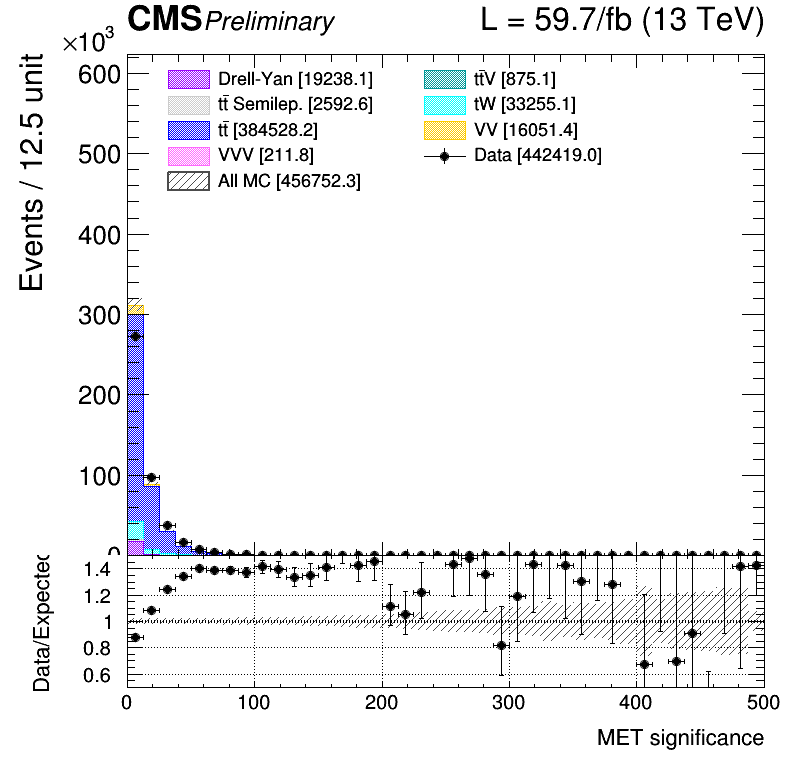 CMS Preliminary L = 59.7/fb (13 TeV)
×10³
Events / 12.5 unit
600
500
400
300
200
100
0
Drell-Yan [19238.1]
tt̄ Semilep. [2592.6]
tt̄ [384528.2]
VVV [211.8]
All MC [456752.3]
tt̄V [875.1]
tW [33255.1]
VV [16051.4]
Data [442419.0]
Data/Expected
1.4
1.2
1
0.8
0.6
0 100 200 300 400 500
MET significance